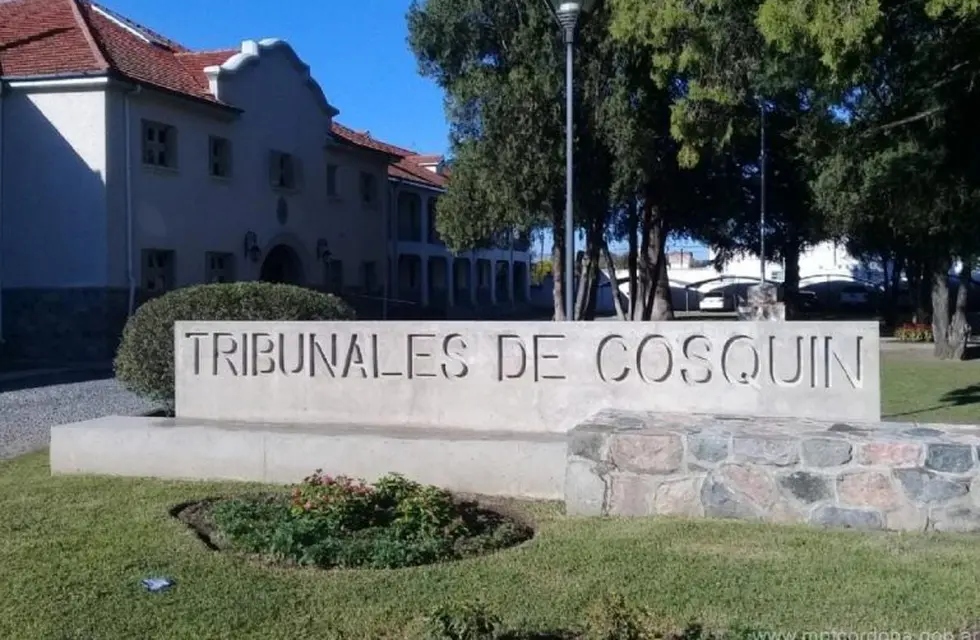 TRIBUNALES DE COSQUIN